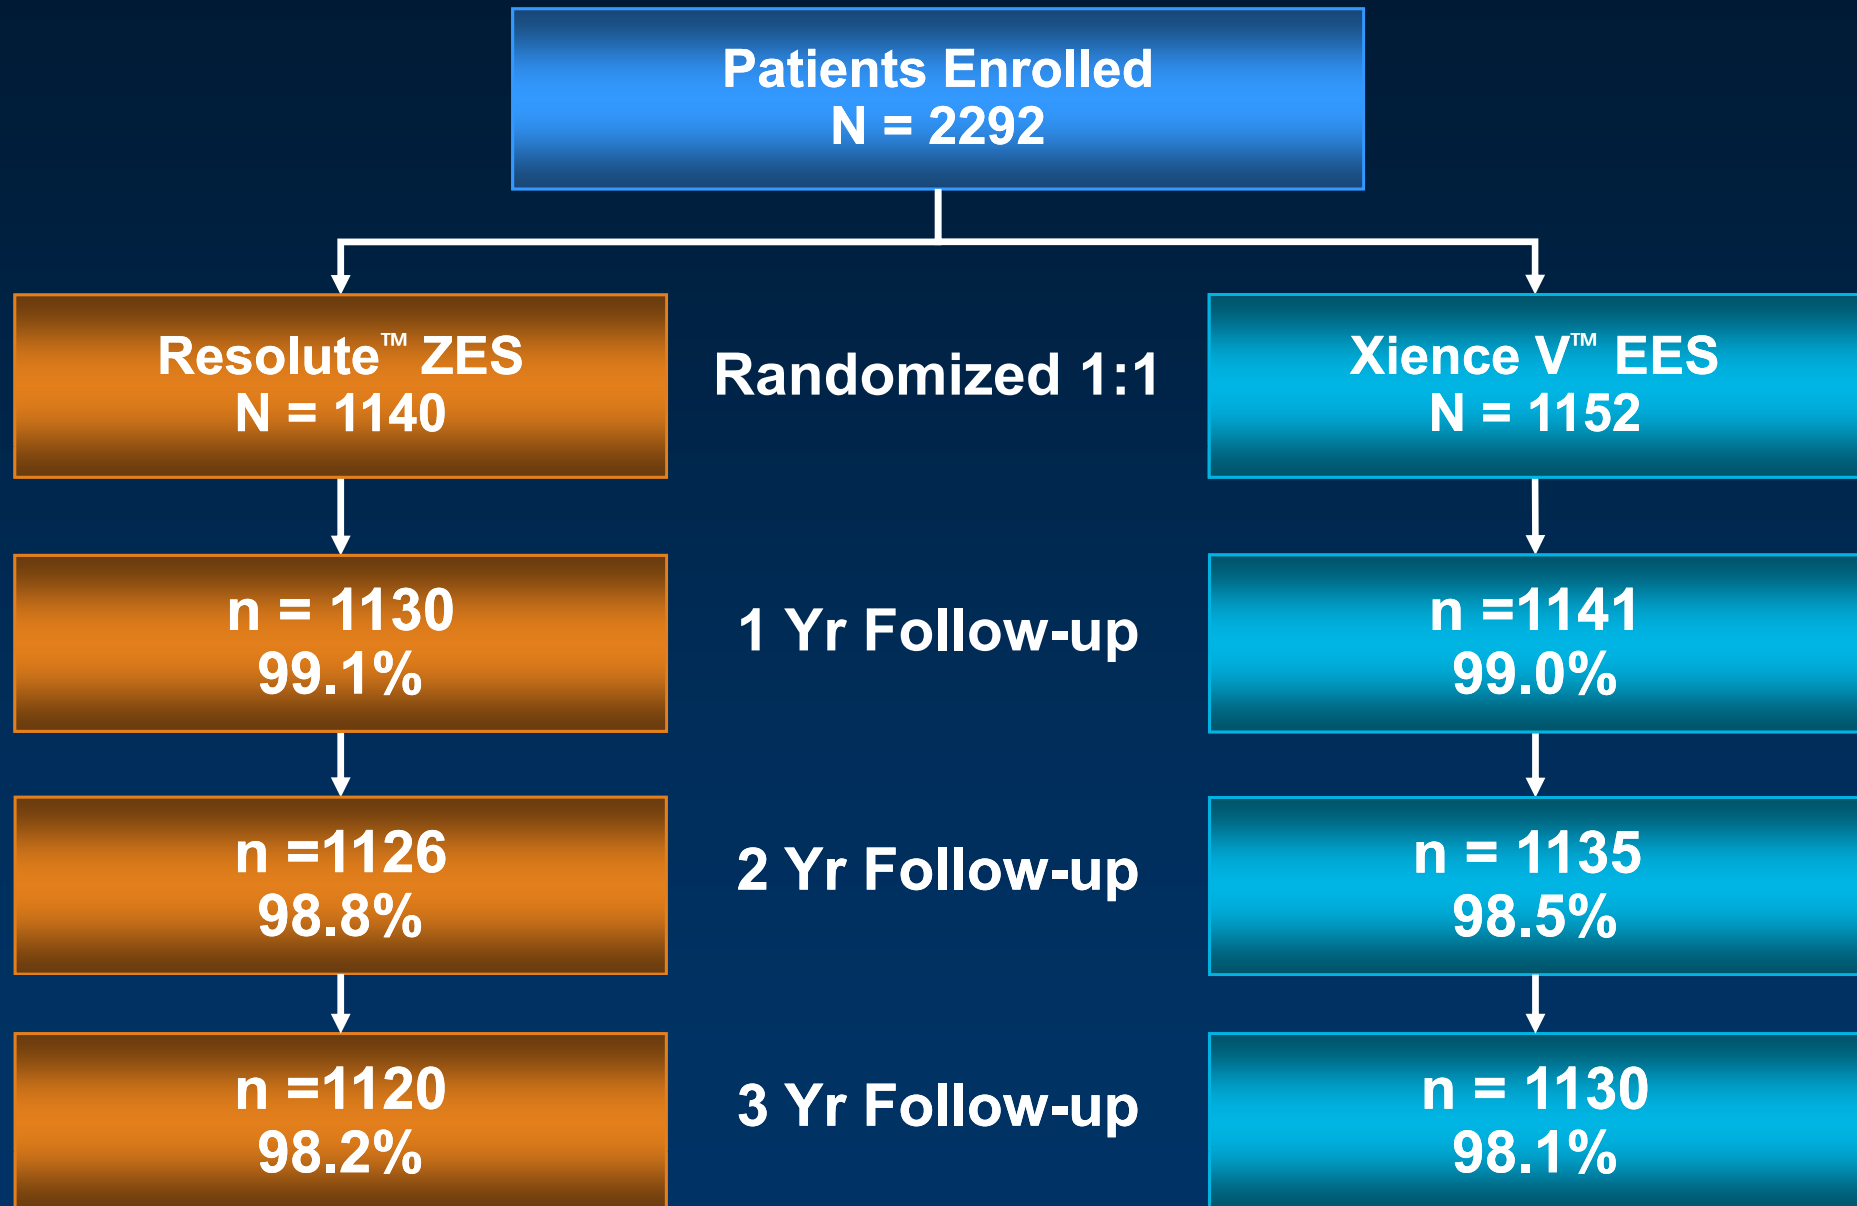 Patients Enrolled
N = 2292
Resolute™ ZES
N = 1140
Randomized 1:1
Xience V™ EES
N = 1152
n = 1130
99.1%
1 Yr Follow-up
n =1141
99.0%
n =1126
98.8%
2 Yr Follow-up
n = 1135
98.5%
n =1120
98.2%
3 Yr Follow-up
n = 1130
98.1%